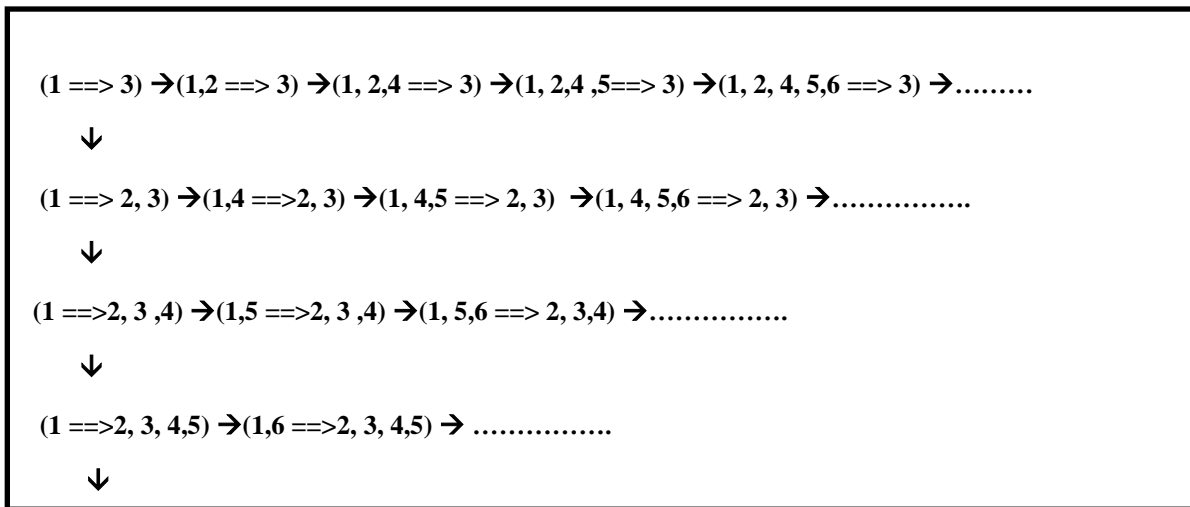 (1 ==> 3) →(1,2 ==> 3) →(1, 2,4 ==> 3) →(1, 2,4 ,5==> 3) →(1, 2, 4, 5,6 ==> 3) →………
↓
(1 ==> 2, 3) →(1,4 ==>2, 3) →(1, 4,5 ==> 2, 3) →(1, 4, 5,6 ==> 2, 3) →…………….
↓
(1 ==>2, 3 ,4) →(1,5 ==>2, 3 ,4) →(1, 5,6 ==> 2, 3,4) →…………….
↓
(1 ==>2, 3, 4,5) →(1,6 ==>2, 3, 4,5) → …………….
↓